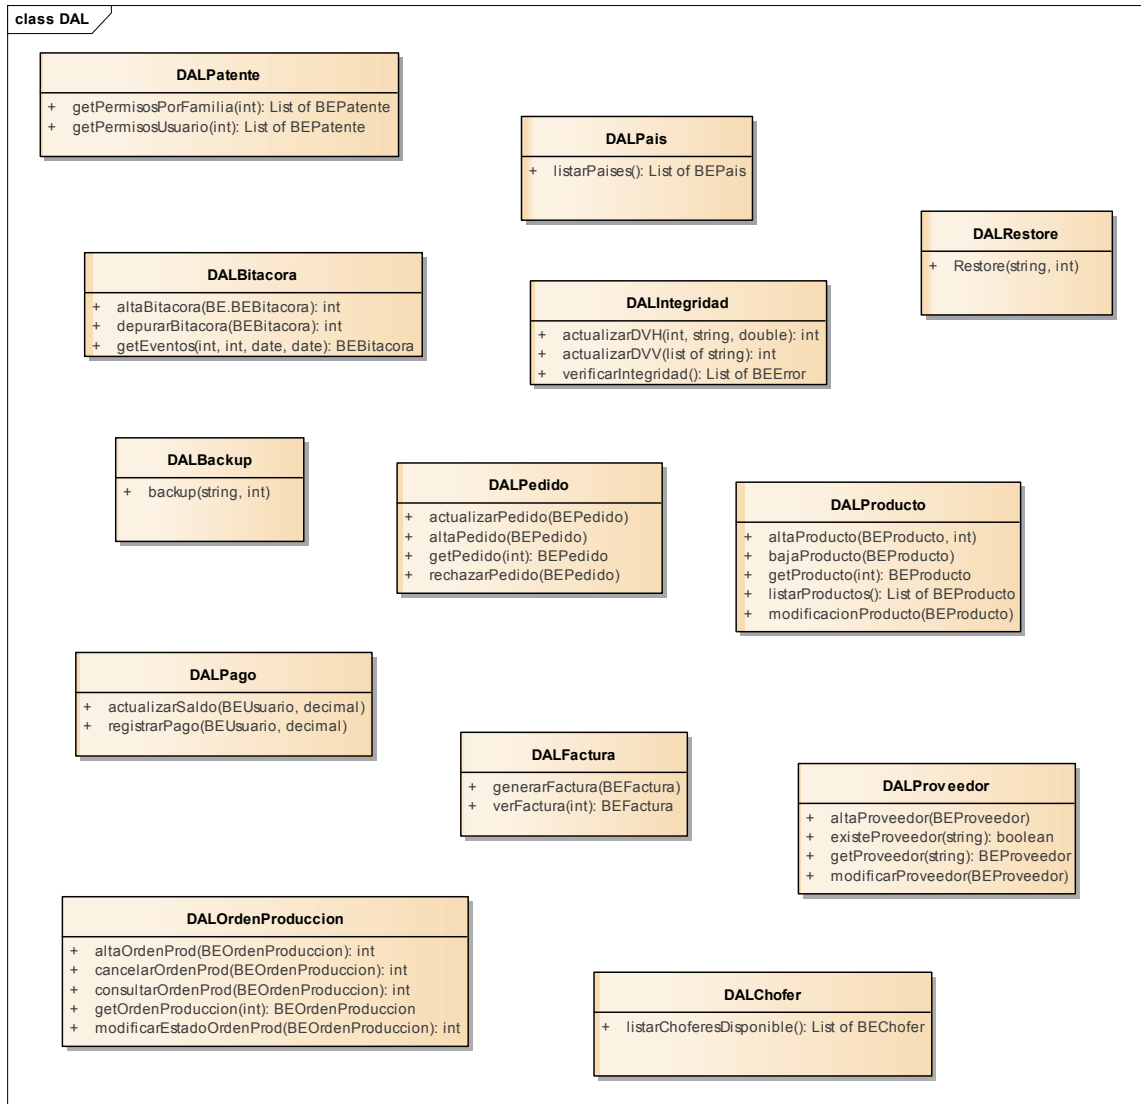 class DAL
DALPatente
+ getPermisosPorFamilia(int): List of BEPatente
+ getPermisosUsuario(int): List of BEPatente
DALPais
+ listarPaises(): List of BEPais
DALRestore
+ Restore(string, int)
DALBitacora
+ altaBitacora(BE.BEBitacora): int
+ depurarBitacora(BEBitacora): int
+ getEventos(int, int, date, date): BEBitacora
DALIntegridad
+ actualizarDVH(int, string, double): int
+ actualizarDVV(list of string): int
+ verificarIntegridad(): List of BEError
DALBackup
+ backup(string, int)
DALPedido
+ actualizarPedido(BEPedido)
+ altaPedido(BEPedido)
+ getPedido(int): BEPedido
+ rechazarPedido(BEPedido)
DALProducto
+ altaProducto(BEProducto, int)
+ bajaProducto(BEProducto)
+ getProducto(int): BEProducto
+ listarProductos(): List of BEProducto
+ modificacionProducto(BEProducto)
DALPago
+ actualizarSaldo(BEUsuario, decimal)
+ registrarPago(BEUsuario, decimal)
DALFactura
+ generarFactura(BEFactura)
+ verFactura(int): BEFactura
DALProveedor
+ altaProveedor(BEProveedor)
+ existeProveedor(string): boolean
+ getProveedor(string): BEProveedor
+ modificarProveedor(BEProveedor)
DALOrdenProduccion
+ altaOrdenProd(BEOrdenProduccion): int
+ cancelarOrdenProd(BEOrdenProduccion): int
+ consultarOrdenProd(BEOrdenProduccion): int
+ getOrdenProduccion(int): BEOrdenProduccion
+ modificarEstadoOrdenProd(BEOrdenProduccion): int
DALChofer
+ listarChoferesDisponible(): List of BEChofer